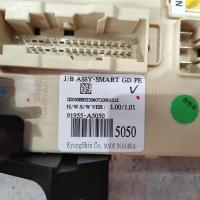 J/B ASSY-SMART GD PE
H/W.S/W VER : 1.00/1.01
91955-A5050
5050
KyungShin Co. MADE IN KOREA